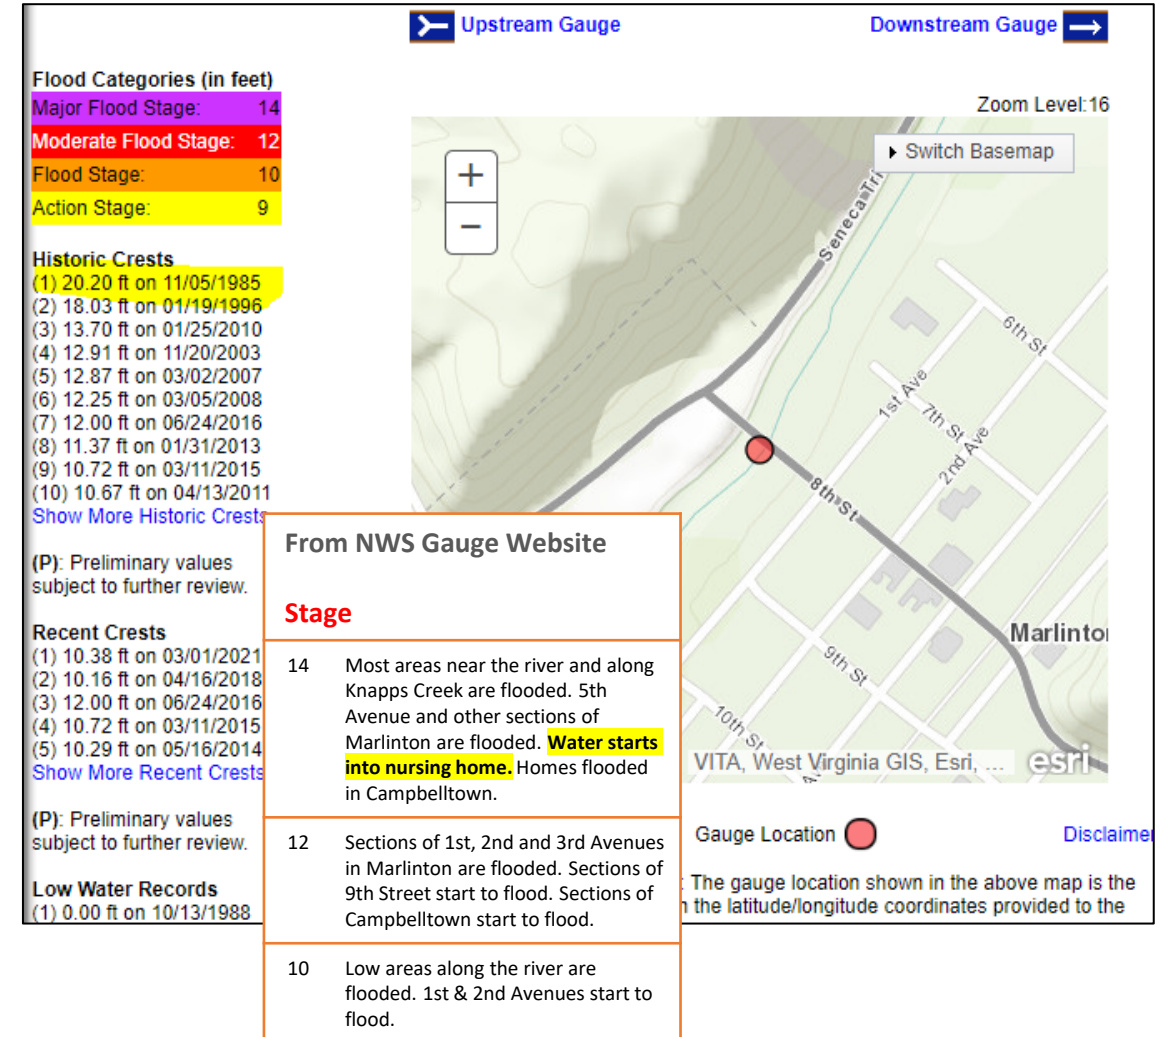 Upstream Gauge
Downstream Gauge
Flood Categories (in feet)
Major Flood Stage: 14
Moderate Flood Stage: 12
Flood Stage: 10
Action Stage: 9
Historic Crests
(1) 20.20 ft on 11/05/1985
(2) 18.03 ft on 01/19/1996
(3) 13.70 ft on 01/25/2010
(4) 12.91 ft on 11/20/2003
(5) 12.87 ft on 03/02/2007
(6) 12.25 ft on 03/05/2008
(7) 12.00 ft on 06/24/2016
(8) 11.37 ft on 01/31/2013
(9) 10.72 ft on 03/11/2015
(10) 10.67 ft on 04/13/2011
Show More Historic Crests
(P): Preliminary values
subject to further review.
Recent Crests
(1) 10.38 ft on 03/01/2021
(2) 10.16 ft on 04/16/2018
(3) 12.00 ft on 06/24/2016
(4) 10.72 ft on 03/11/2015
(5) 10.29 ft on 05/16/2014
Show More Recent Crests
(P): Preliminary values
subject to further review.
Low Water Records
(1) 0.00 ft on 10/13/1988
Zoom Level:16
+
−
Switch Basemap
Seneca Tri
6th St
1st Ave
7th St
2nd Ave
8th St
Marlinto
9th St
10th St
VITA, West Virginia GIS, Esri, ...
esri
Gauge Location
Disclaimer
: The gauge location shown in the above map is the
the latitude/longitude coordinates provided to the
From NWS Gauge Website
Stage
14 Most areas near the river and along
Knapps Creek are flooded. 5th
Avenue and other sections of
Marlinton are flooded. Water starts
into nursing home. Homes flooded
in Campbelltown.
12 Sections of 1st, 2nd and 3rd Avenues
in Marlinton are flooded. Sections of
9th Street start to flood. Sections of
Campbelltown start to flood.
10 Low areas along the river are
flooded. 1st & 2nd Avenues start to
flood.